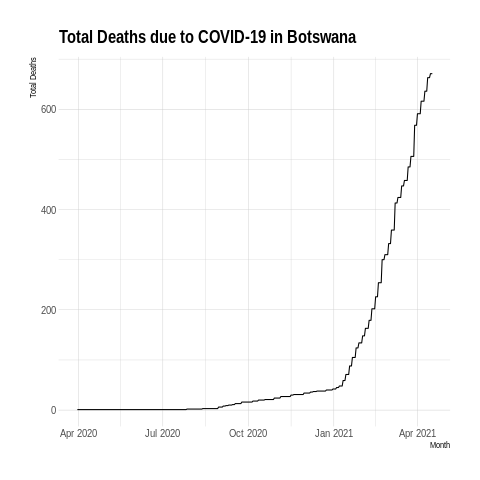 Total Deaths due to COVID-19 in Botswana
Total Deaths
600
400
200
0
Apr 2020 Jul 2020 Oct 2020 Jan 2021 Apr 2021
Month